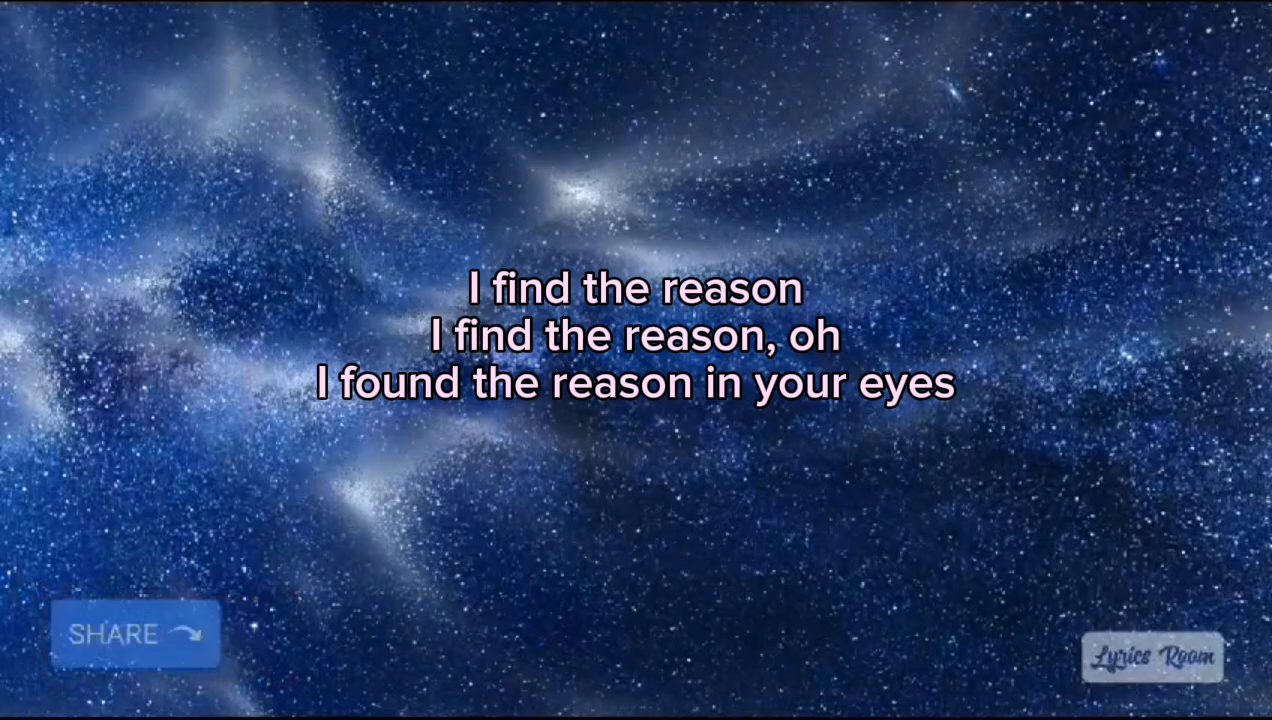 I find the reason
I find the reason, oh
I found the reason in your eyes
SHARE
Lyrics Room